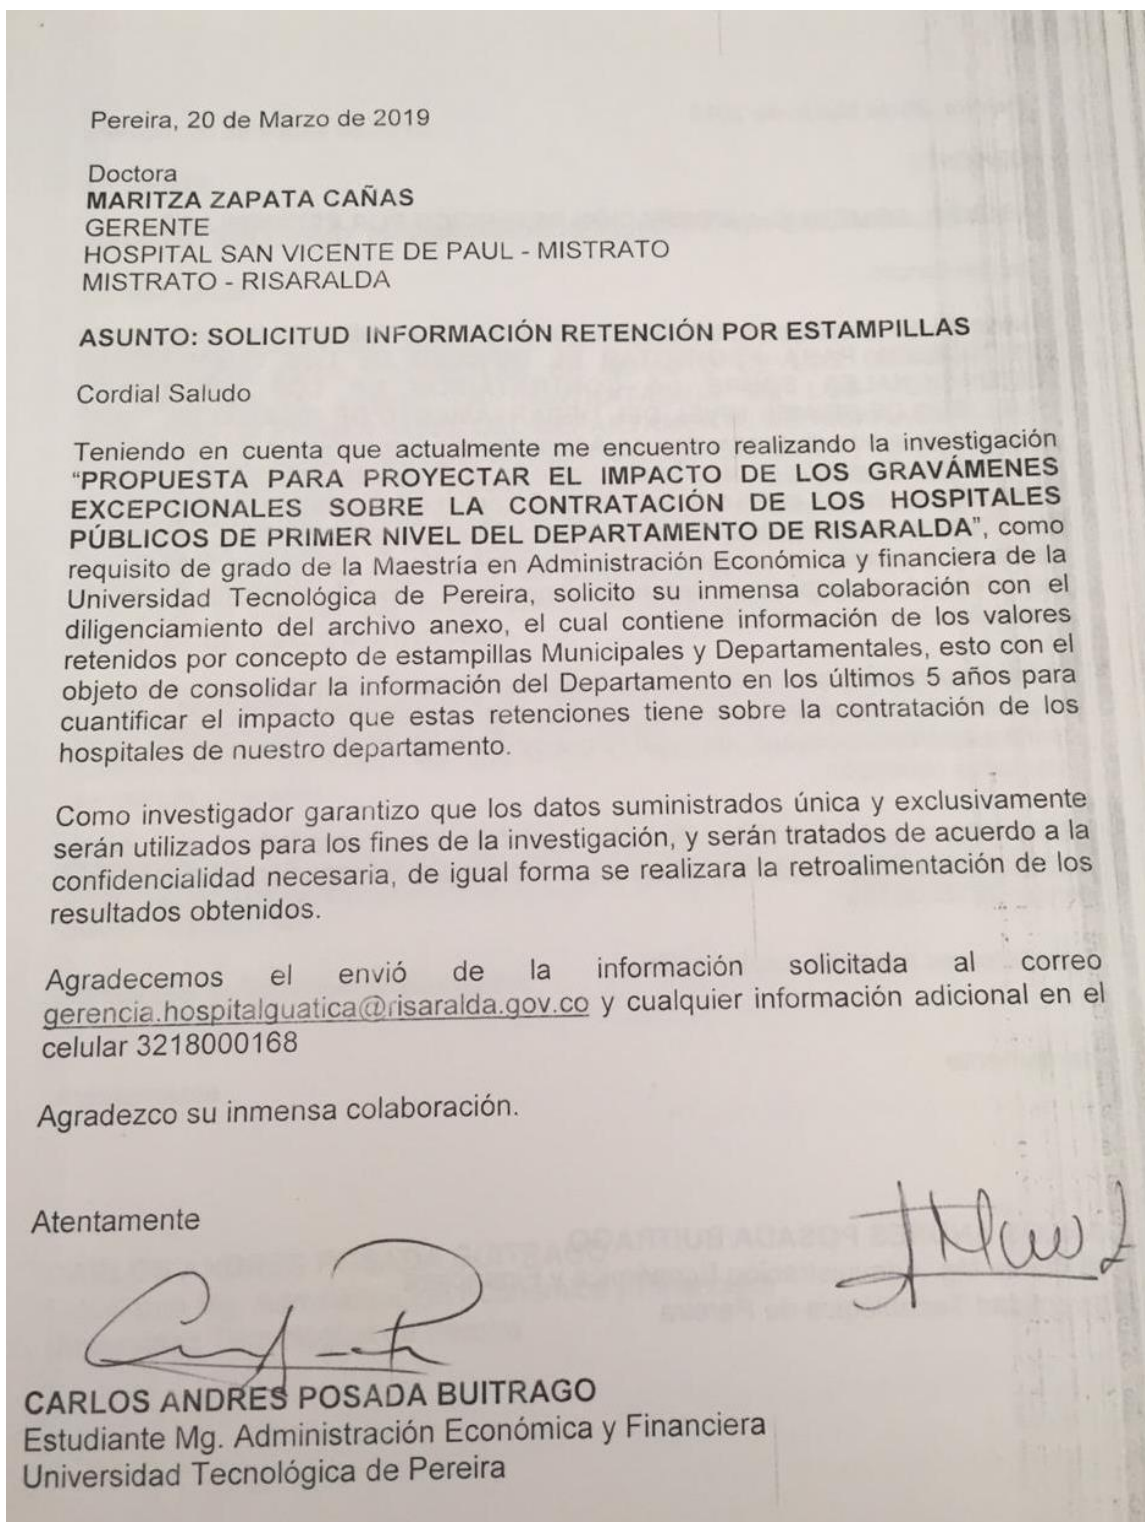 Pereira, 20 de Marzo de 2019
Doctora
MARITZA ZAPATA CAÑAS
GERENTE
HOSPITAL SAN VICENTE DE PAUL - MISTRATO
MISTRATO - RISARALDA
ASUNTO: SOLICITUD INFORMACIÓN RETENCIÓN POR ESTAMPILLAS
Cordial Saludo
Teniendo en cuenta que actualmente me encuentro realizando la investigación
"PROPUESTA PARA PROYECTAR EL IMPACTO DE LOS GRAVÁMENES
EXCEPCIONALES SOBRE LA CONTRATACIÓN DE LOS HOSPITALES
PÚBLICOS DE PRIMER NIVEL DEL DEPARTAMENTO DE RISARALDA", como
requisito de grado de la Maestría en Administración Económica y financiera de la
Universidad Tecnológica de Pereira, solicito su inmensa colaboración con el
diligenciamiento del archivo anexo, el cual contiene información de los valores
retenidos por concepto de estampillas Municipales y Departamentales, esto con el
objeto de consolidar la información del Departamento en los últimos 5 años para
cuantificar el impacto que estas retenciones tiene sobre la contratación de los
hospitales de nuestro departamento.
Como investigador garantizo que los datos suministrados única y exclusivamente
serán utilizados para los fines de la investigación, y serán tratados de acuerdo a la
confidencialidad necesaria, de igual forma se realizara la retroalimentación de los
resultados obtenidos.
Agradecemos el envió de la información solicitada al correo
gerencia.hospitalguatica@risaralda.gov.co y cualquier información adicional en el
celular 3218000168
Agradezco su inmensa colaboración.
Atentamente
CARLOS ANDRES POSADA BUITRAGO
Estudiante Mg. Administración Económica y Financiera
Universidad Tecnológica de Pereira